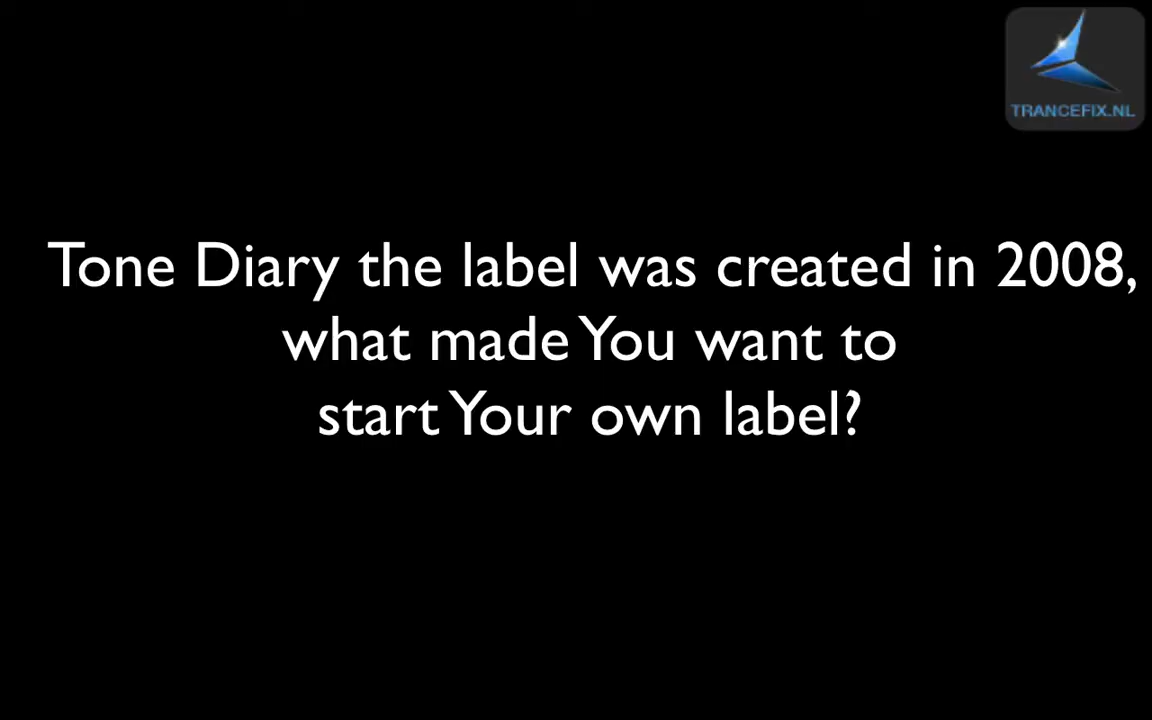 TRANCEFIX.NL
Tone Diary the label was created in 2008,
what made You want to
start Your own label?